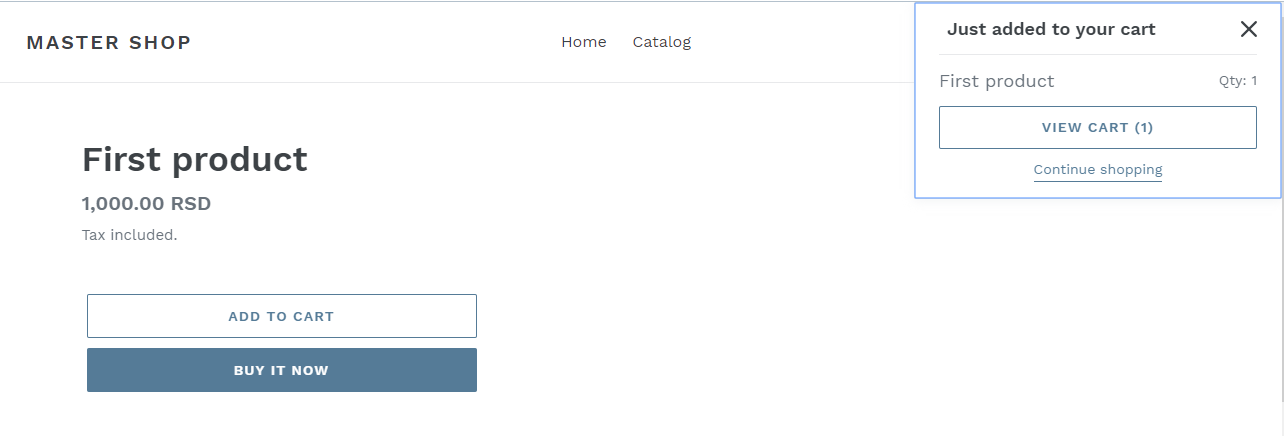 MASTER SHOP
Home Catalog
Just added to your cart
First product Qty: 1
VIEW CART (1)
Continue shopping
First product
1,000.00 RSD
Tax included.
ADD TO CART
BUY IT NOW